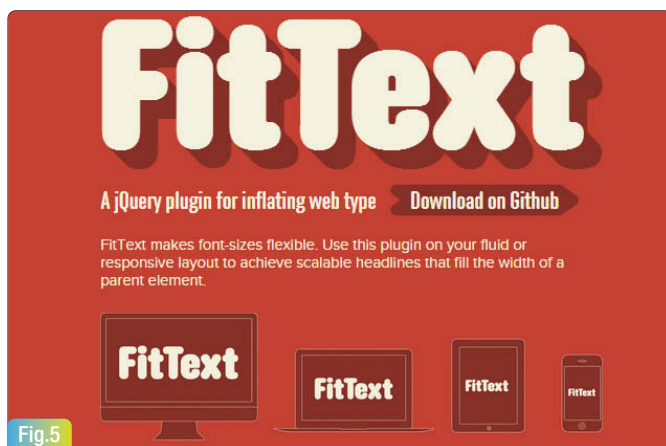 FitText
A jQuery plugin for inflating web type
Download on Github
FitText makes font-sizes flexible. Use this plugin on your fluid or
responsive layout to achieve scalable headlines that fill the width of a
parent element.
FitText
FitText
FitText
FitText
Fig.5